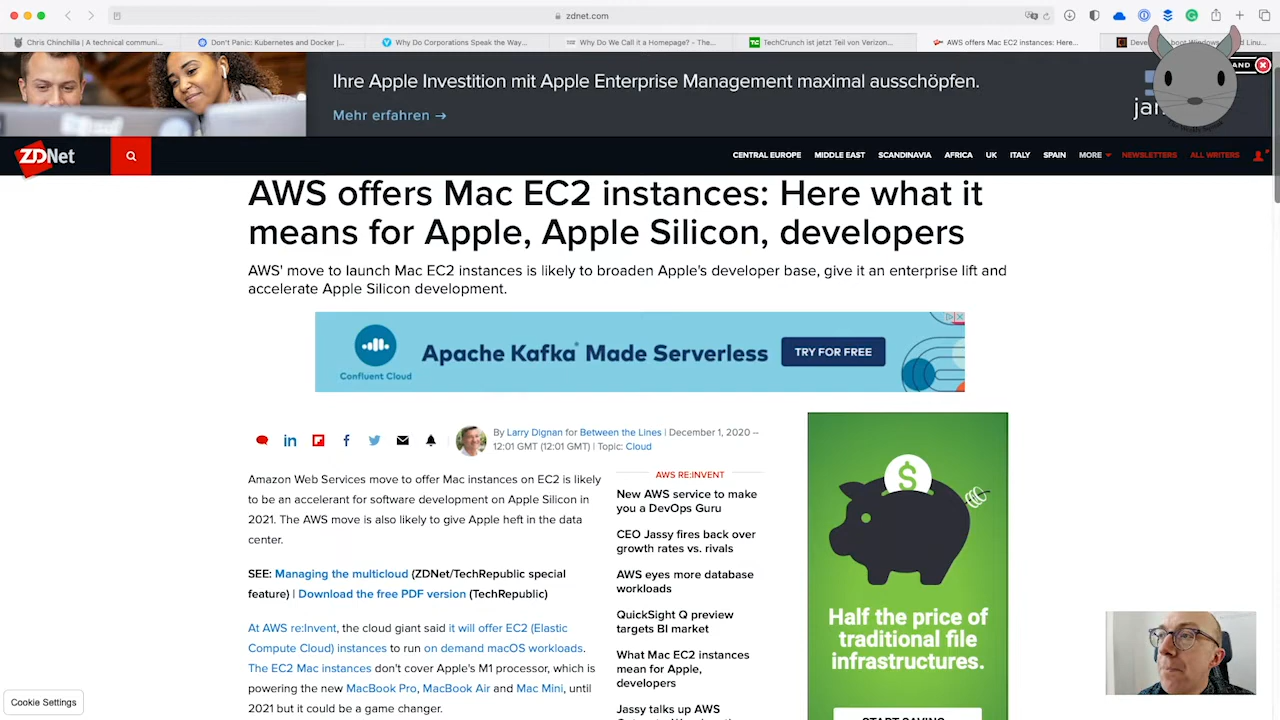 zdnet.com
Chris Chinchilla | A technical communi...
Don't Panic: Kubernetes and Docker |...
Why Do Corporations Speak the Way...
Why Do We Call it a Homepage? - The...
TechCrunch ist jetzt Teil von Verizon...
AWS offers Mac EC2 instances: Here...
Ihre Apple Investition mit Apple Enterprise Management maximal ausschöpfen.
Mehr erfahren →
ZDNet
CENTRAL EUROPE
MIDDLE EAST
SCANDINAVIA
AFRICA
UK
ITALY
SPAIN
MORE
NEWSLETTERS
ALL WRITERS
AWS offers Mac EC2 instances: Here what it
means for Apple, Apple Silicon, developers
AWS' move to launch Mac EC2 instances is likely to broaden Apple's developer base, give it an enterprise lift and
accelerate Apple Silicon development.
Confluent Cloud
Apache Kafka® Made Serverless
TRY FOR FREE
By Larry Dignan for Between the Lines | December 1, 2020 --
12:01 GMT (12:01 GMT) | Topic: Cloud
Amazon Web Services move to offer Mac instances on EC2 is likely
to be an accelerant for software development on Apple Silicon in
2021. The AWS move is also likely to give Apple heft in the data
center.
SEE: Managing the multicloud (ZDNet/TechRepublic special
feature) | Download the free PDF version (TechRepublic)
At AWS re:Invent, the cloud giant said it will offer EC2 (Elastic
Compute Cloud) instances to run on demand macOS workloads.
The EC2 Mac instances don't cover Apple's M1 processor, which is
powering the new MacBook Pro, MacBook Air and Mac Mini, until
2021 but it could be a game changer.
AWS RE:INVENT
New AWS service to make
you a DevOps Guru
CEO Jassy fires back over
growth rates vs. rivals
AWS eyes more database
workloads
QuickSight Q preview
targets BI market
What Mac EC2 instances
mean for Apple,
developers
Jassy talks up AWS
$
Half the price of
traditional file
infrastructures.
START SAVING
Cookie Settings